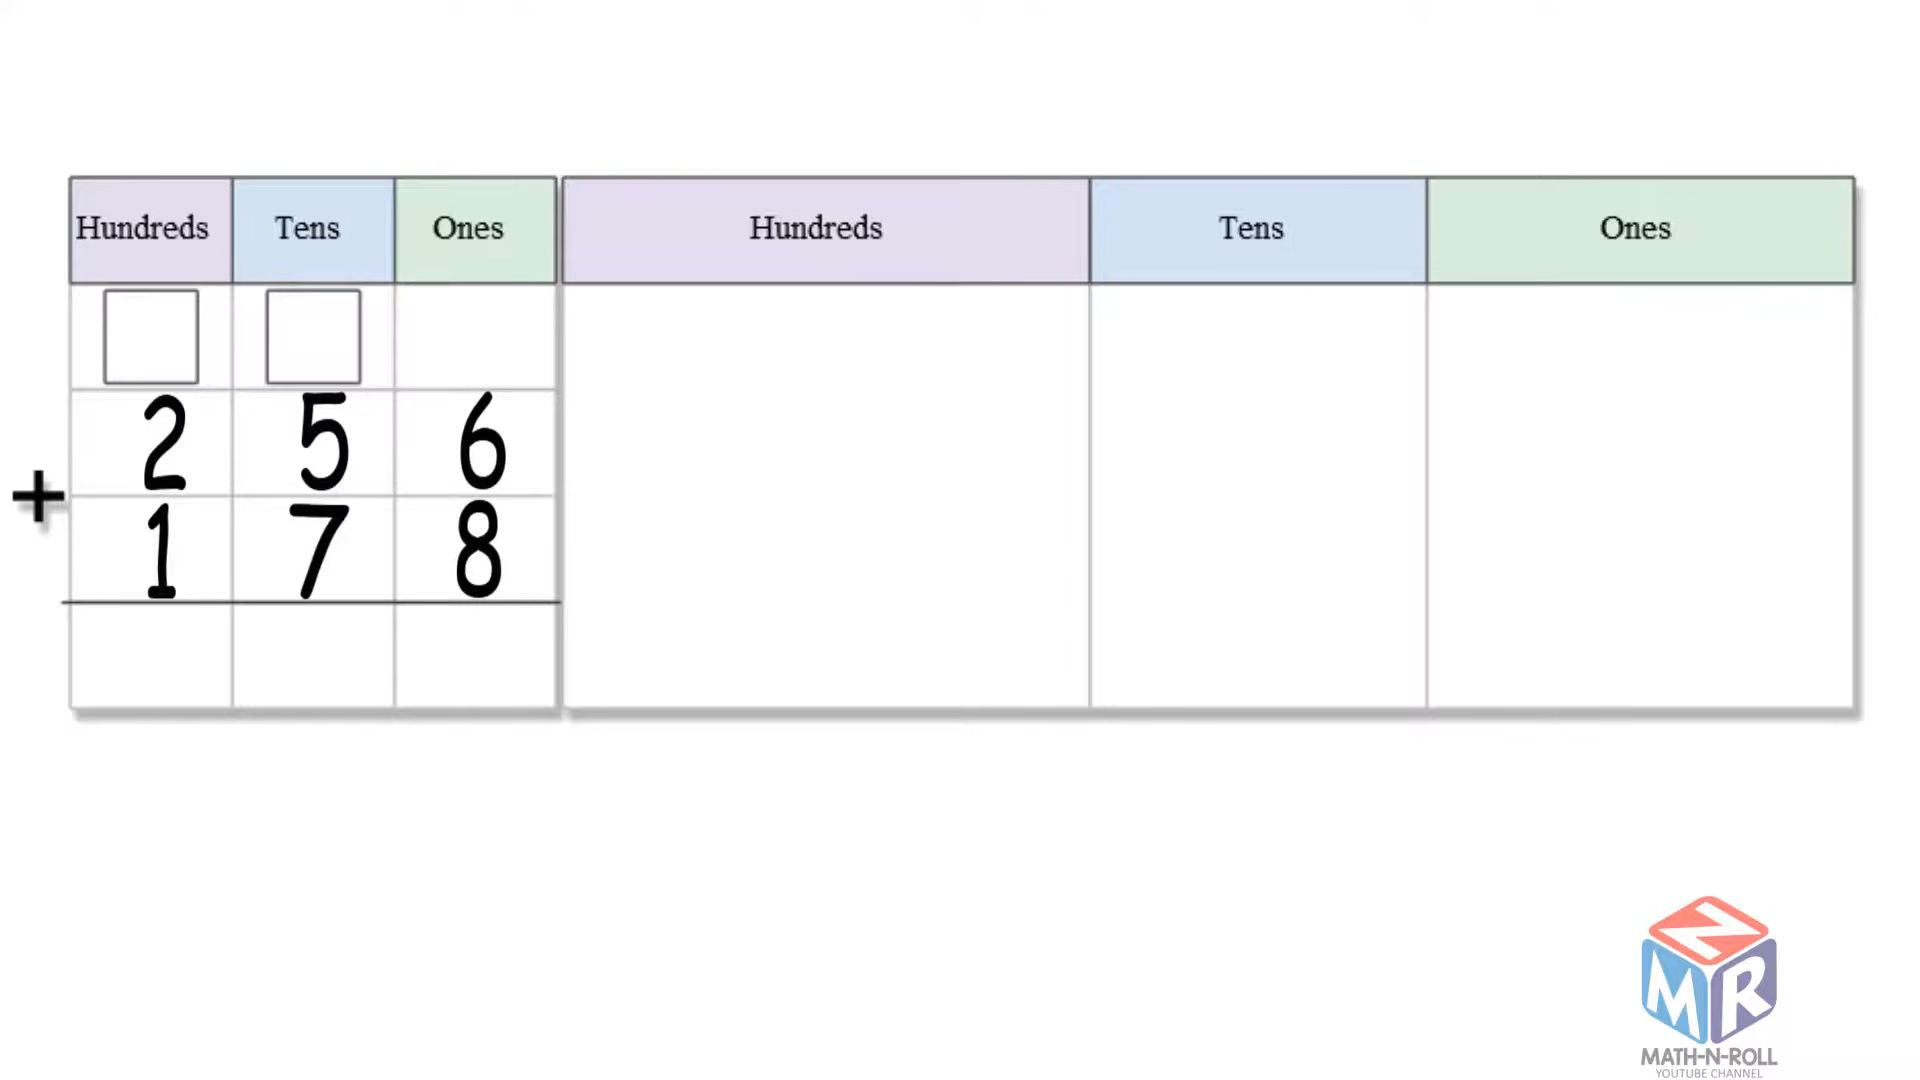 Hundreds Tens Ones Hundreds Tens Ones
2 5 6
+
1 7 8
N
M R
MATH-N-ROLL
YOUTUBE CHANNEL